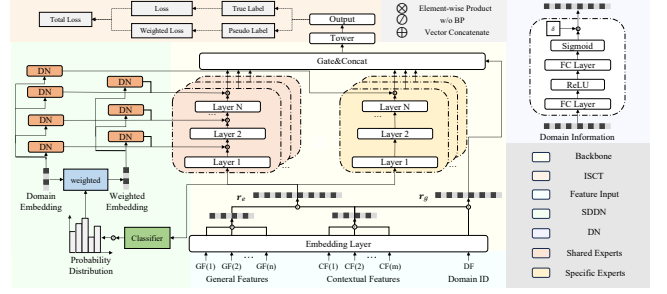 Total Loss
Loss
True Label
Weighted Loss
Pseudo Label
Output
Tower
Element-wise Product
w/o BP
Vector Concatenate
Gate&Concat
DN
DN
DN
DN
DN
DN
DN
Layer N
...
Layer 2
Layer 1
Layer N
...
Layer 2
Layer 1
Domain
Embedding
weighted
Weighted
Embedding
Probability
Distribution
Classifier
re
rg
Embedding Layer
GF(1) GF(2) ... GF(n)
General Features
CF(1) CF(2) ... CF(m)
Contextual Features
DF
Domain ID
δ
Sigmoid
FC Layer
ReLU
FC Layer
Domain Information
Backbone
ISCT
Feature Input
SDDN
DN
Shared Experts
Specific Experts